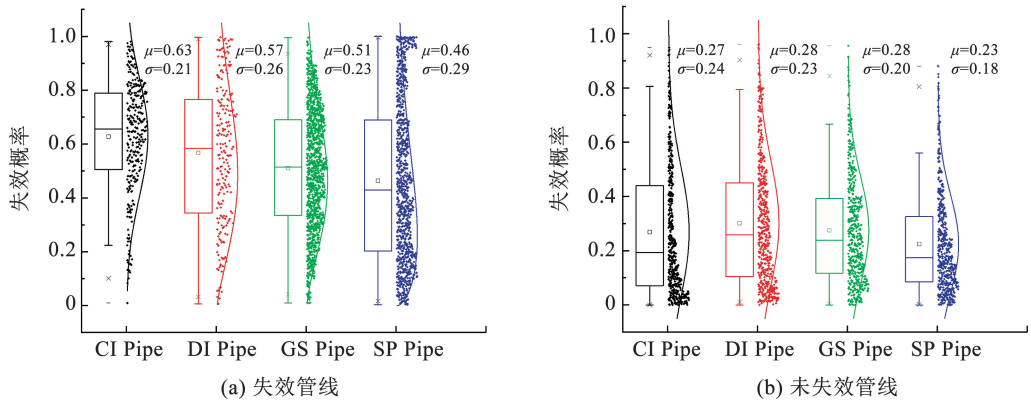 失效概率
1.0
0.8
0.6
0.4
0.2
0
μ=0.63
σ=0.21
μ=0.57
σ=0.26
μ=0.51
σ=0.23
μ=0.46
σ=0.29
CI Pipe
DI Pipe
GS Pipe
SP Pipe
(a) 失效管线
失效概率
1.0
0.8
0.6
0.4
0.2
0
μ=0.27
σ=0.24
μ=0.28
σ=0.23
μ=0.28
σ=0.20
μ=0.23
σ=0.18
CI Pipe
DI Pipe
GS Pipe
SP Pipe
(b) 未失效管线